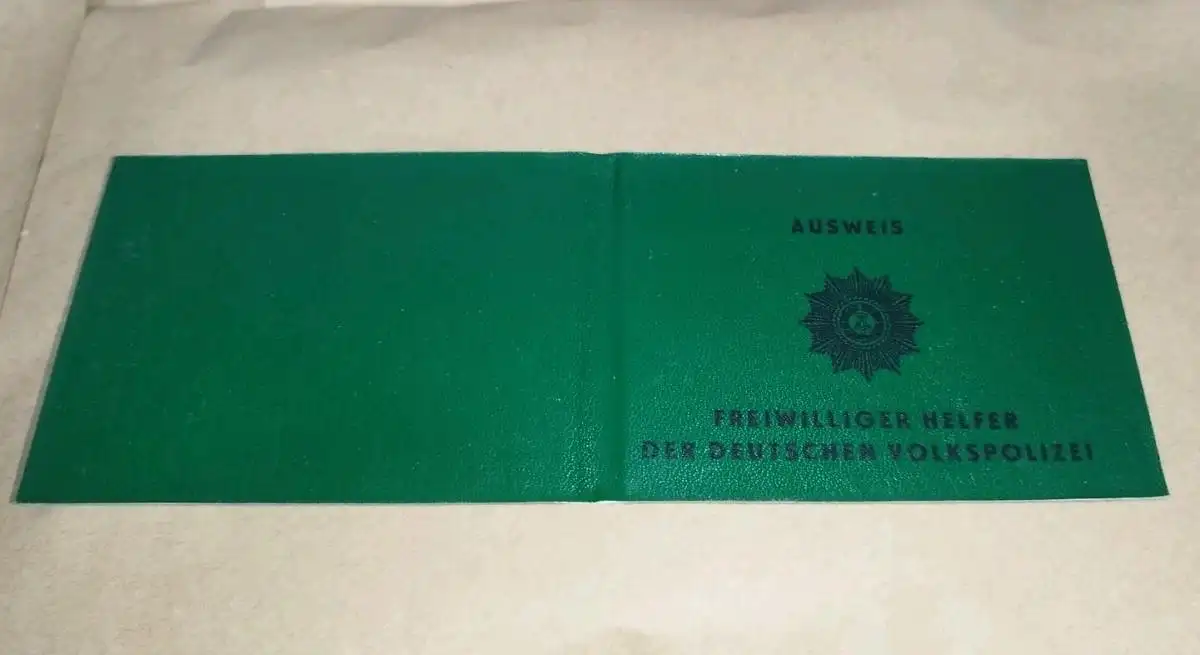 AUSWEIS
FREIWILLIGER HELFER
DER DEUTSCHEN VOLKSPOLIZEI